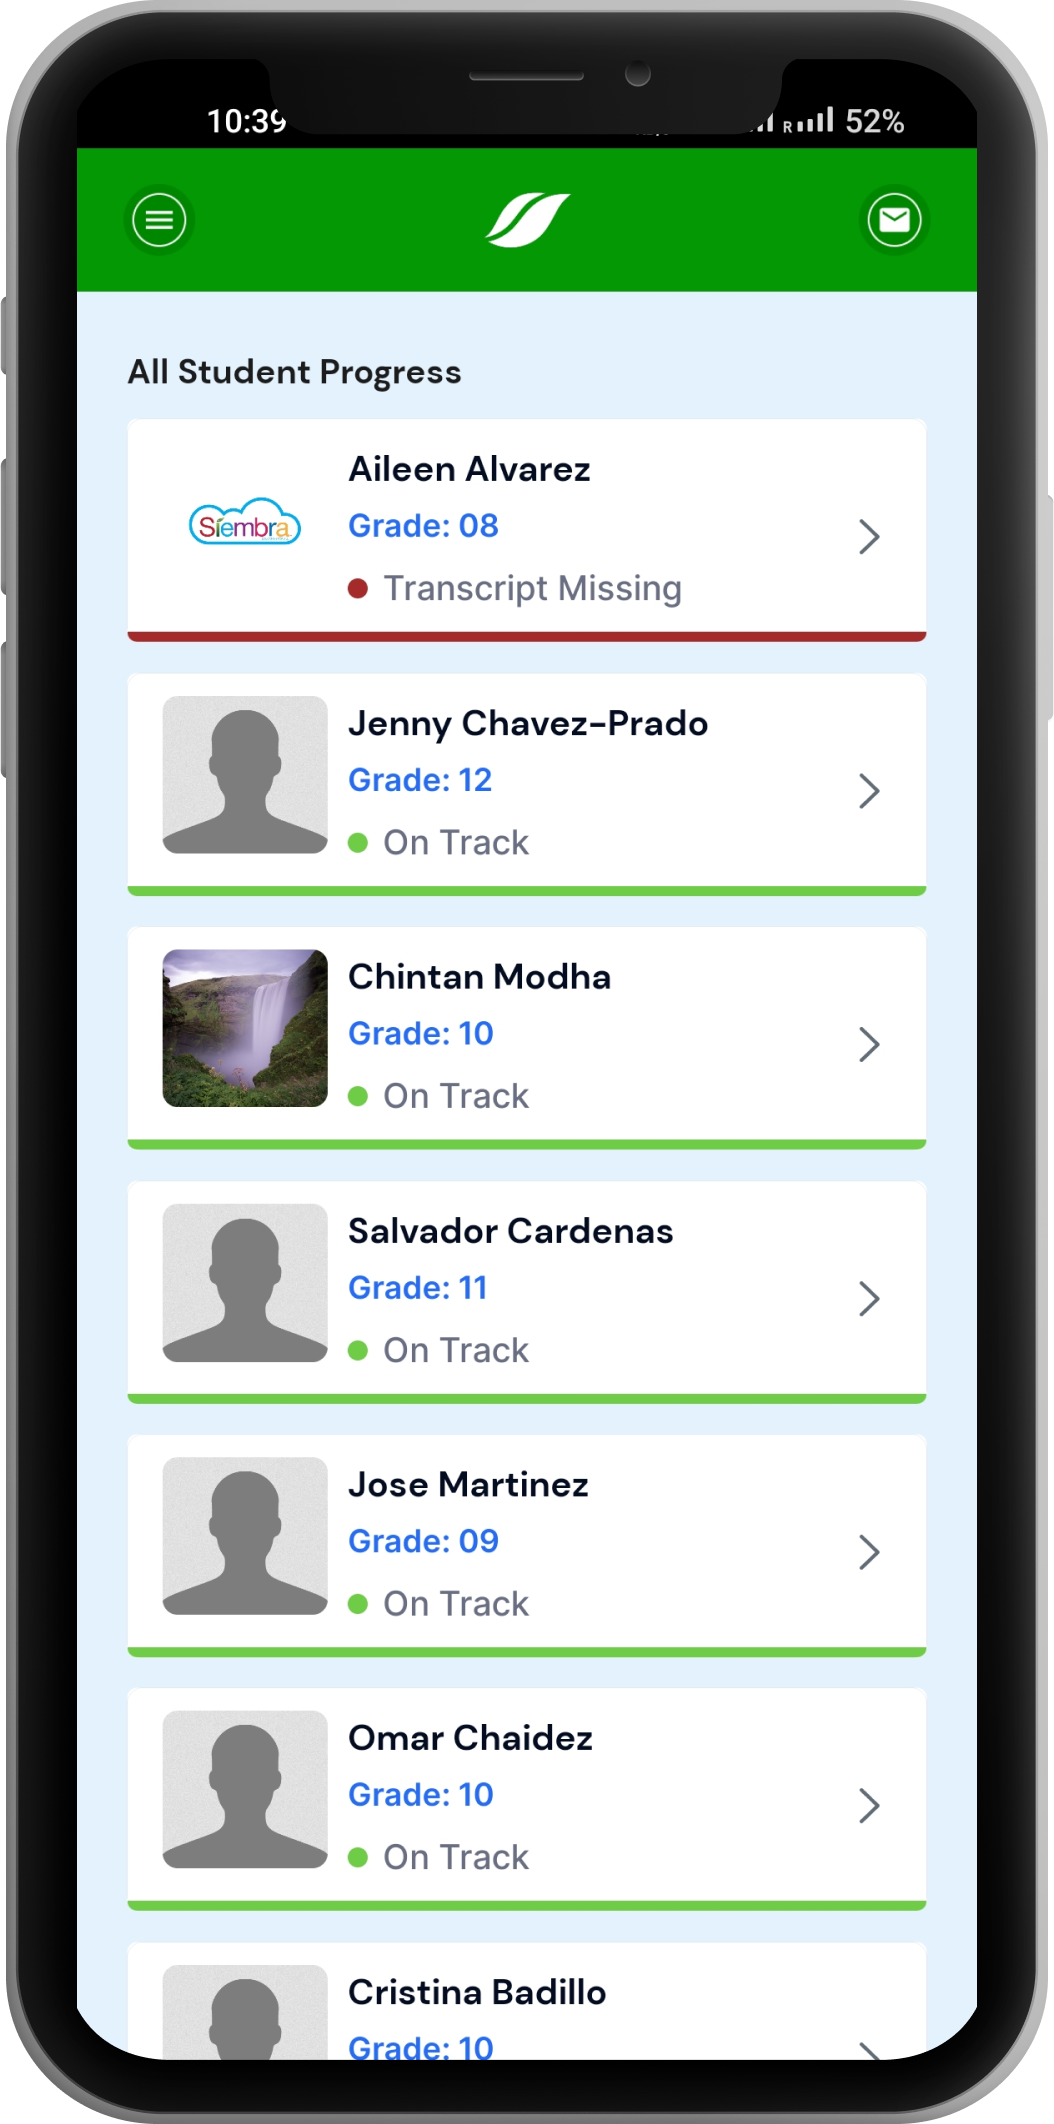 10:39
R 52%
All Student Progress
Siembra
Aileen Alvarez
Grade: 08
Transcript Missing
Jenny Chavez-Prado
Grade: 12
On Track
Chintan Modha
Grade: 10
On Track
Salvador Cardenas
Grade: 11
On Track
Jose Martinez
Grade: 09
On Track
Omar Chaidez
Grade: 10
On Track
Cristina Badillo
Grade: 10